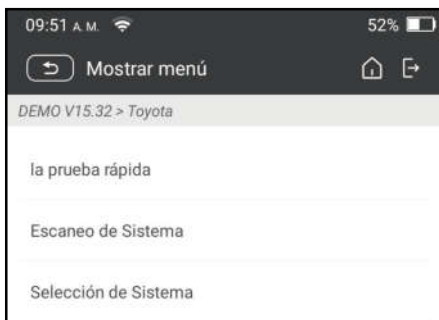 09:51 A. M. 52%
Mostrar menú
DEMO V15.32 > Toyota
la prueba rápida
Escaneo de Sistema
Selección de Sistema